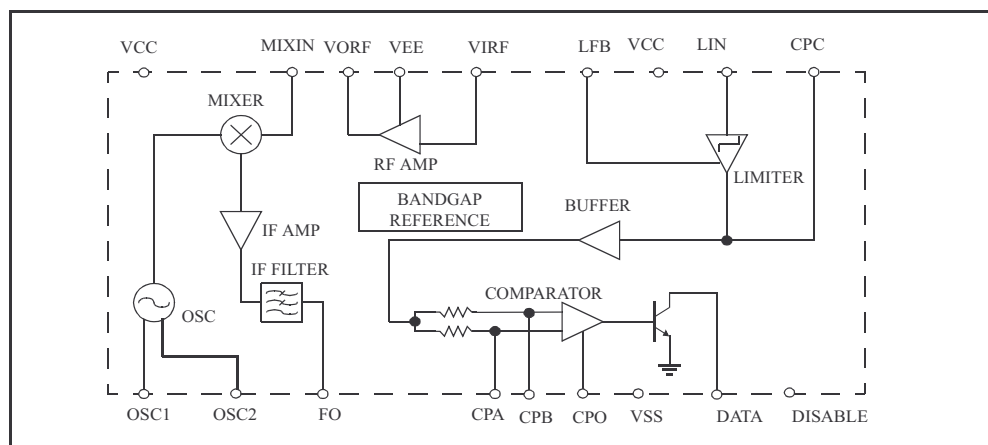 VCC MIXIN VORF VEE VIRF LFB VCC LIN CPC
MIXER
RF AMP
LIMITER
BANDGAP
REFERENCE
BUFFER
IF AMP
IF FILTER
COMPARATOR
OSC
OSC1 OSC2 FO CPA CPB CPO VSS DATA DISABLE